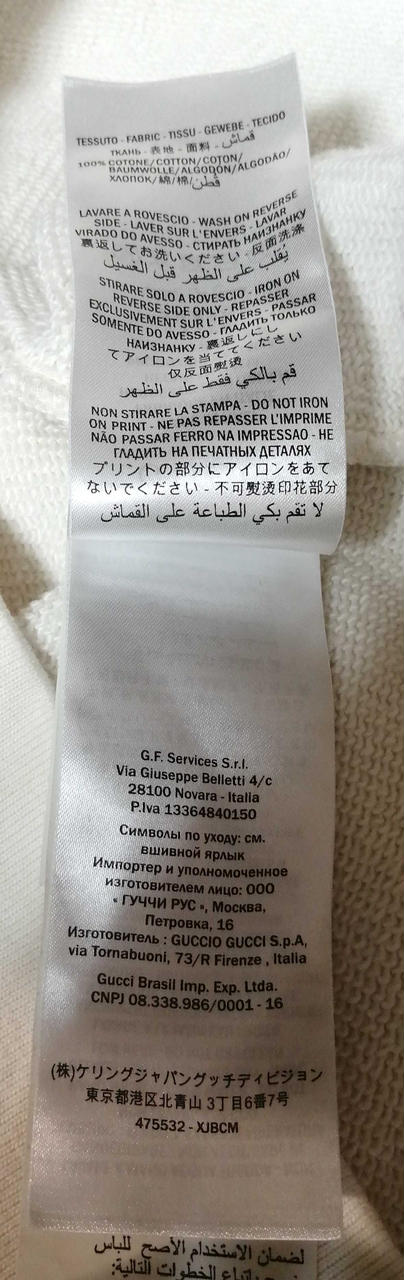 TESSUTO - FABRIC - TISSU - GEWEBE - TECIDO
ТКАНЬ - 表地 - 面料 - قماش
100% COTONE/COTTON/COTON/
BAUMWOLLE/ALGODÓN/ALGODÃO/
ХЛОПОК/綿/棉/قطن
LAVARE A ROVESCIO - WASH ON REVERSE
SIDE - LAVER SUR L'ENVERS - LAVAR
VIRADO DO AVESSO - СТИРАТЬ НАИЗНАНКУ
裏返してお洗いください - 反面洗涤
يُقلب على الظهر قبل الغسيل
STIRARE SOLO A ROVESCIO - IRON ON
REVERSE SIDE ONLY - REPASSER
EXCLUSIVEMENT SUR L'ENVERS - PASSAR
SOMENTE DO AVESSO - ГЛАДИТЬ ТОЛЬКО
НАИЗНАНКУ - 裏返しにし
てアイロンを当ててください
仅反面熨烫
قم بالكي فقط على الظهر
NON STIRARE LA STAMPA - DO NOT IRON
ON PRINT - NE PAS REPASSER L'IMPRIME
NÃO PASSAR FERRO NA IMPRESSAO - НЕ
ГЛАДИТЬ НА ПЕЧАТНЫХ ДЕТАЛЯХ
プリントの部分にアイロンをあて
ないでください - 不可熨烫印花部分
لا تقم بكي الطباعة على القماش
G.F. Services S.r.l.
Via Giuseppe Belletti 4/c
28100 Novara - Italia
P.Iva 13364840150
Символы по уходу: см.
вшивной ярлык
Импортер и уполномоченное
изготовителем лицо: ООО
« ГУЧЧИ РУС », Москва,
Петровка, 16
Изготовитель : GUCCIO GUCCI S.p.A,
via Tornabuoni, 73/R Firenze , Italia
Gucci Brasil Imp. Exp. Ltda.
CNPJ 08.338.986/0001 - 16
(株)ケリングジャパングッチディビジョン
東京都港区北青山 3丁目6番7号
475532 - XJBCM
لضمان الاستخدام الأصح للباس
باتباع الخطوات التالية: